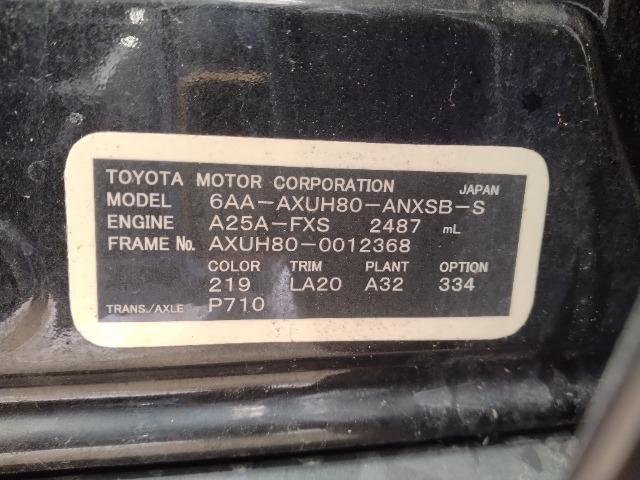 TOYOTA MOTOR CORPORATION JAPAN
MODEL 6AA-AXUH80-ANXSB-S
ENGINE A25A-FXS 2487 mL
FRAME No. AXUH80-0012368
COLOR TRIM PLANT OPTION
219 LA20 A32 334
TRANS./AXLE P710